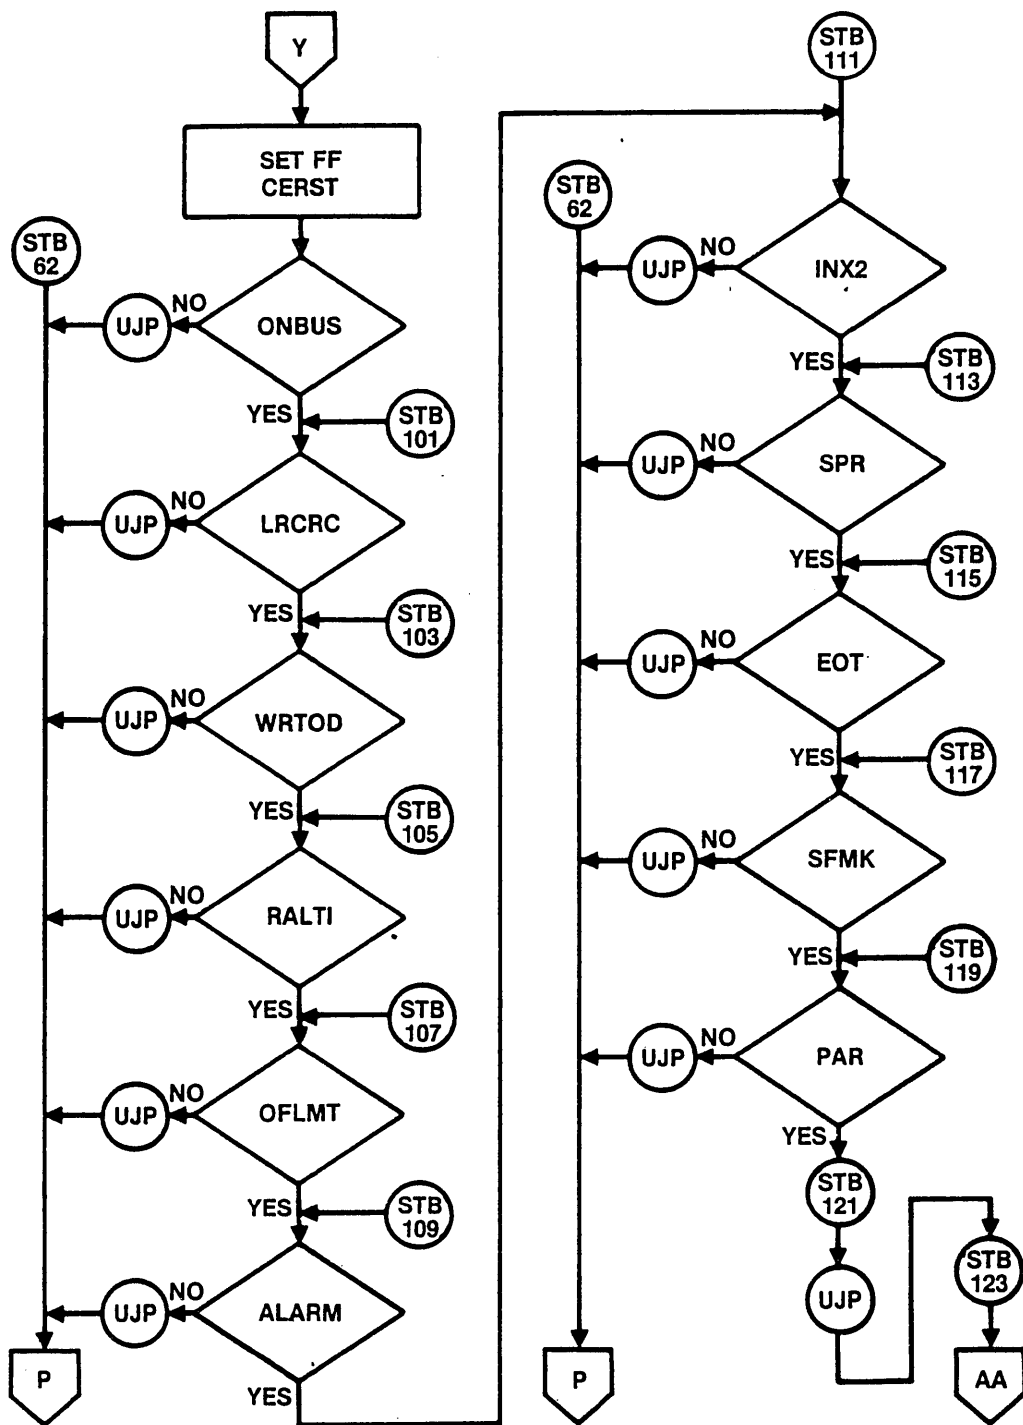 Y
SET FF
CERST
STB
62
ONBUS
NO
UJP
YES
STB
101
LRCRC
NO
UJP
YES
STB
103
WRTOD
NO
UJP
YES
STB
105
RALTI
NO
UJP
YES
STB
107
OFLMT
NO
UJP
YES
STB
109
ALARM
NO
UJP
YES
P
STB
111
STB
62
INX2
NO
UJP
YES
STB
113
SPR
NO
UJP
YES
STB
115
EOT
NO
UJP
YES
STB
117
SFMK
NO
UJP
YES
STB
119
PAR
NO
UJP
YES
STB
121
UJP
STB
123
P
AA